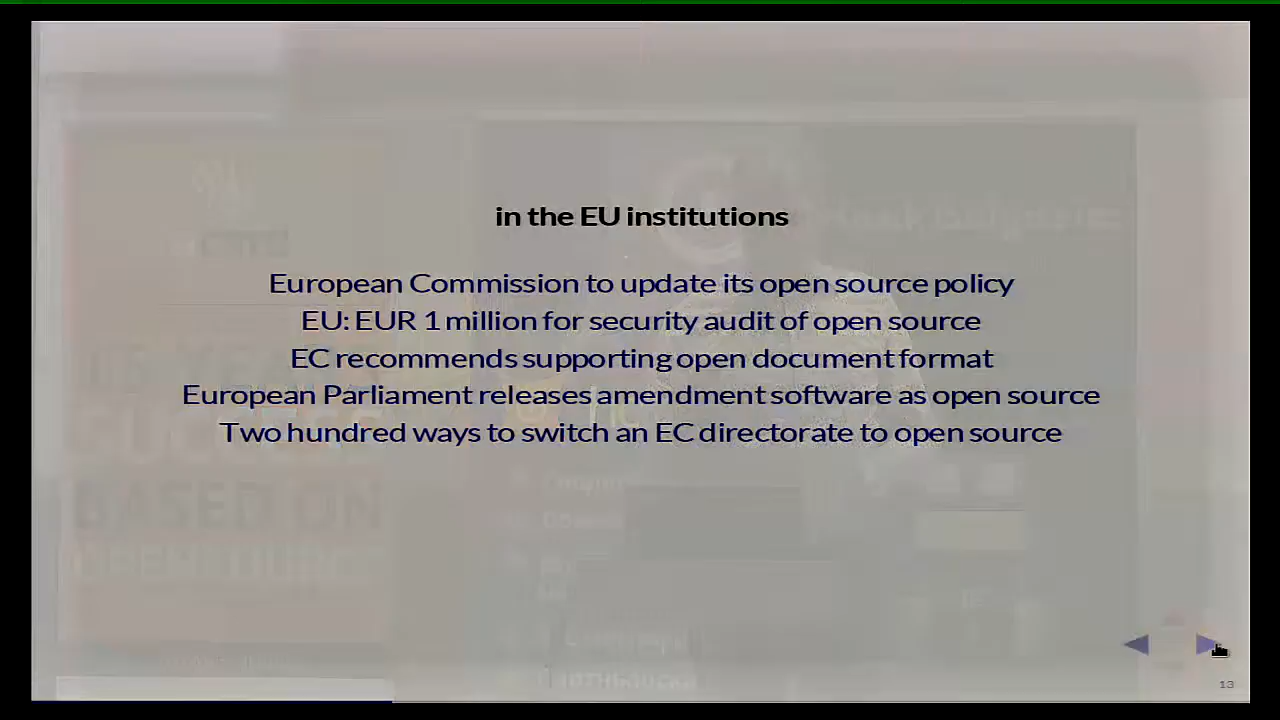 in the EU institutions
European Commission to update its open source policy
EU: EUR 1 million for security audit of open source
EC recommends supporting open document format
European Parliament releases amendment software as open source
Two hundred ways to switch an EC directorate to open source
BASED ON
13